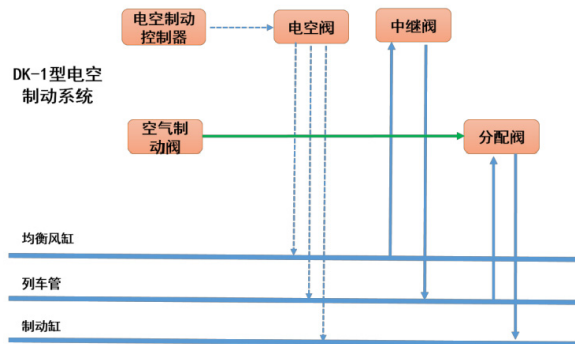 电空制动
控制器
电空阀
中继阀
DK-1型电空
制动系统
空气制
动阀
分配阀
均衡风缸
列车管
制动缸